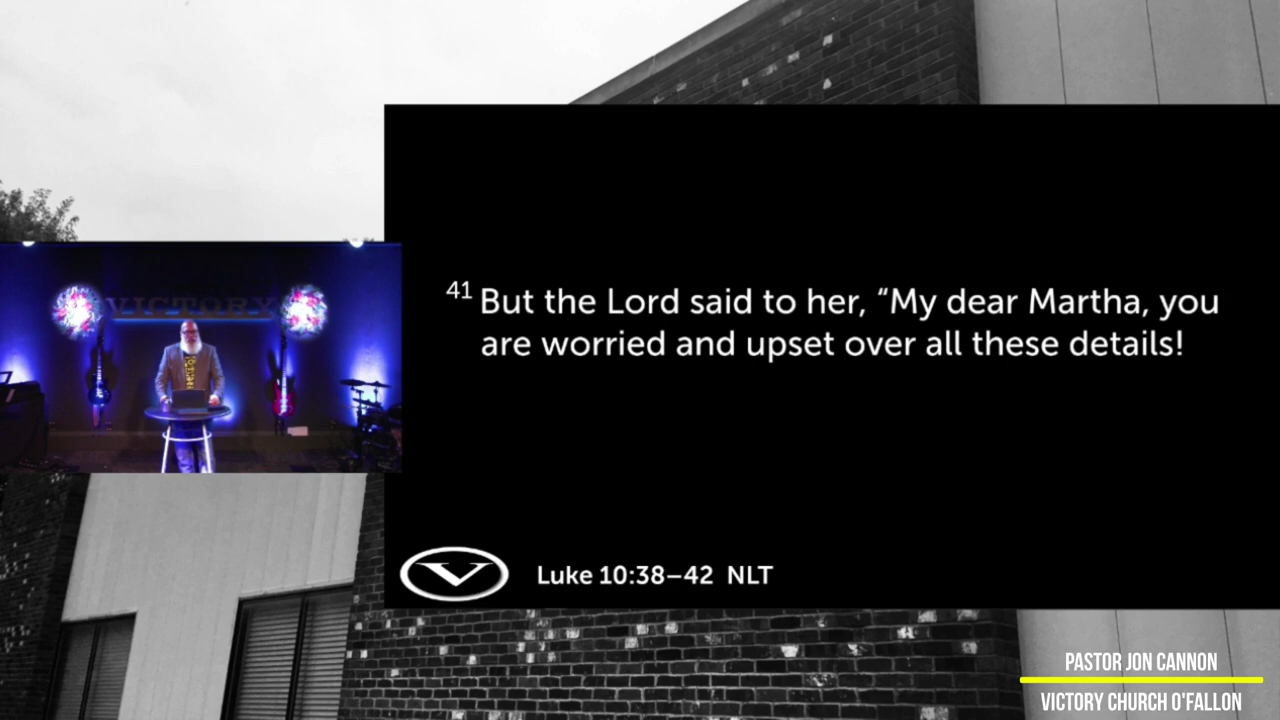 VICTORY
41 But the Lord said to her, “My dear Martha, you
are worried and upset over all these details!
Luke 10:38–42 NLT
PASTOR JON CANNON
VICTORY CHURCH O'FALLON